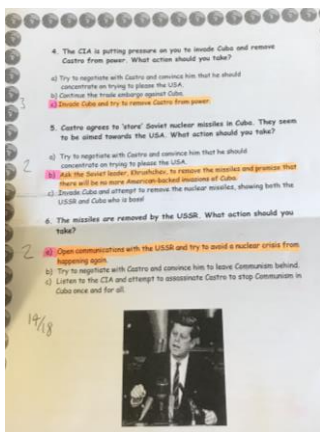 4. The CIA is putting pressure on you to invade Cuba and remove
Castro from power. What action should you take?
a) Try to negotiate with Castro and convince him that he should
concentrate on trying to please the USA.
b) Continue the trade embargo against Cuba.
c) Invade Cuba and try to remove Castro from power.
3
5. Castro agrees to 'store' Soviet nuclear missiles in Cuba. They seem
to be aimed towards the USA. What action should you take?
a) Try to negotiate with Castro and convince him that he should
concentrate on trying to please the USA.
2
b) Ask the Soviet leader, Khrushchev, to remove the missiles and promise that
there will be no more American-backed invasions of Cuba.
c) Invade Cuba and attempt to remove the nuclear missiles, showing both the
USSR and Cuba who is boss!
6. The missiles are removed by the USSR. What action should you
take?
2
a) Open communications with the USSR and try to avoid a nuclear crisis from
happening again.
b) Try to negotiate with Castro and convince him to leave Communism behind.
c) Listen to the CIA and attempt to assassinate Castro to stop Communism in
Cuba once and for all.
14/18